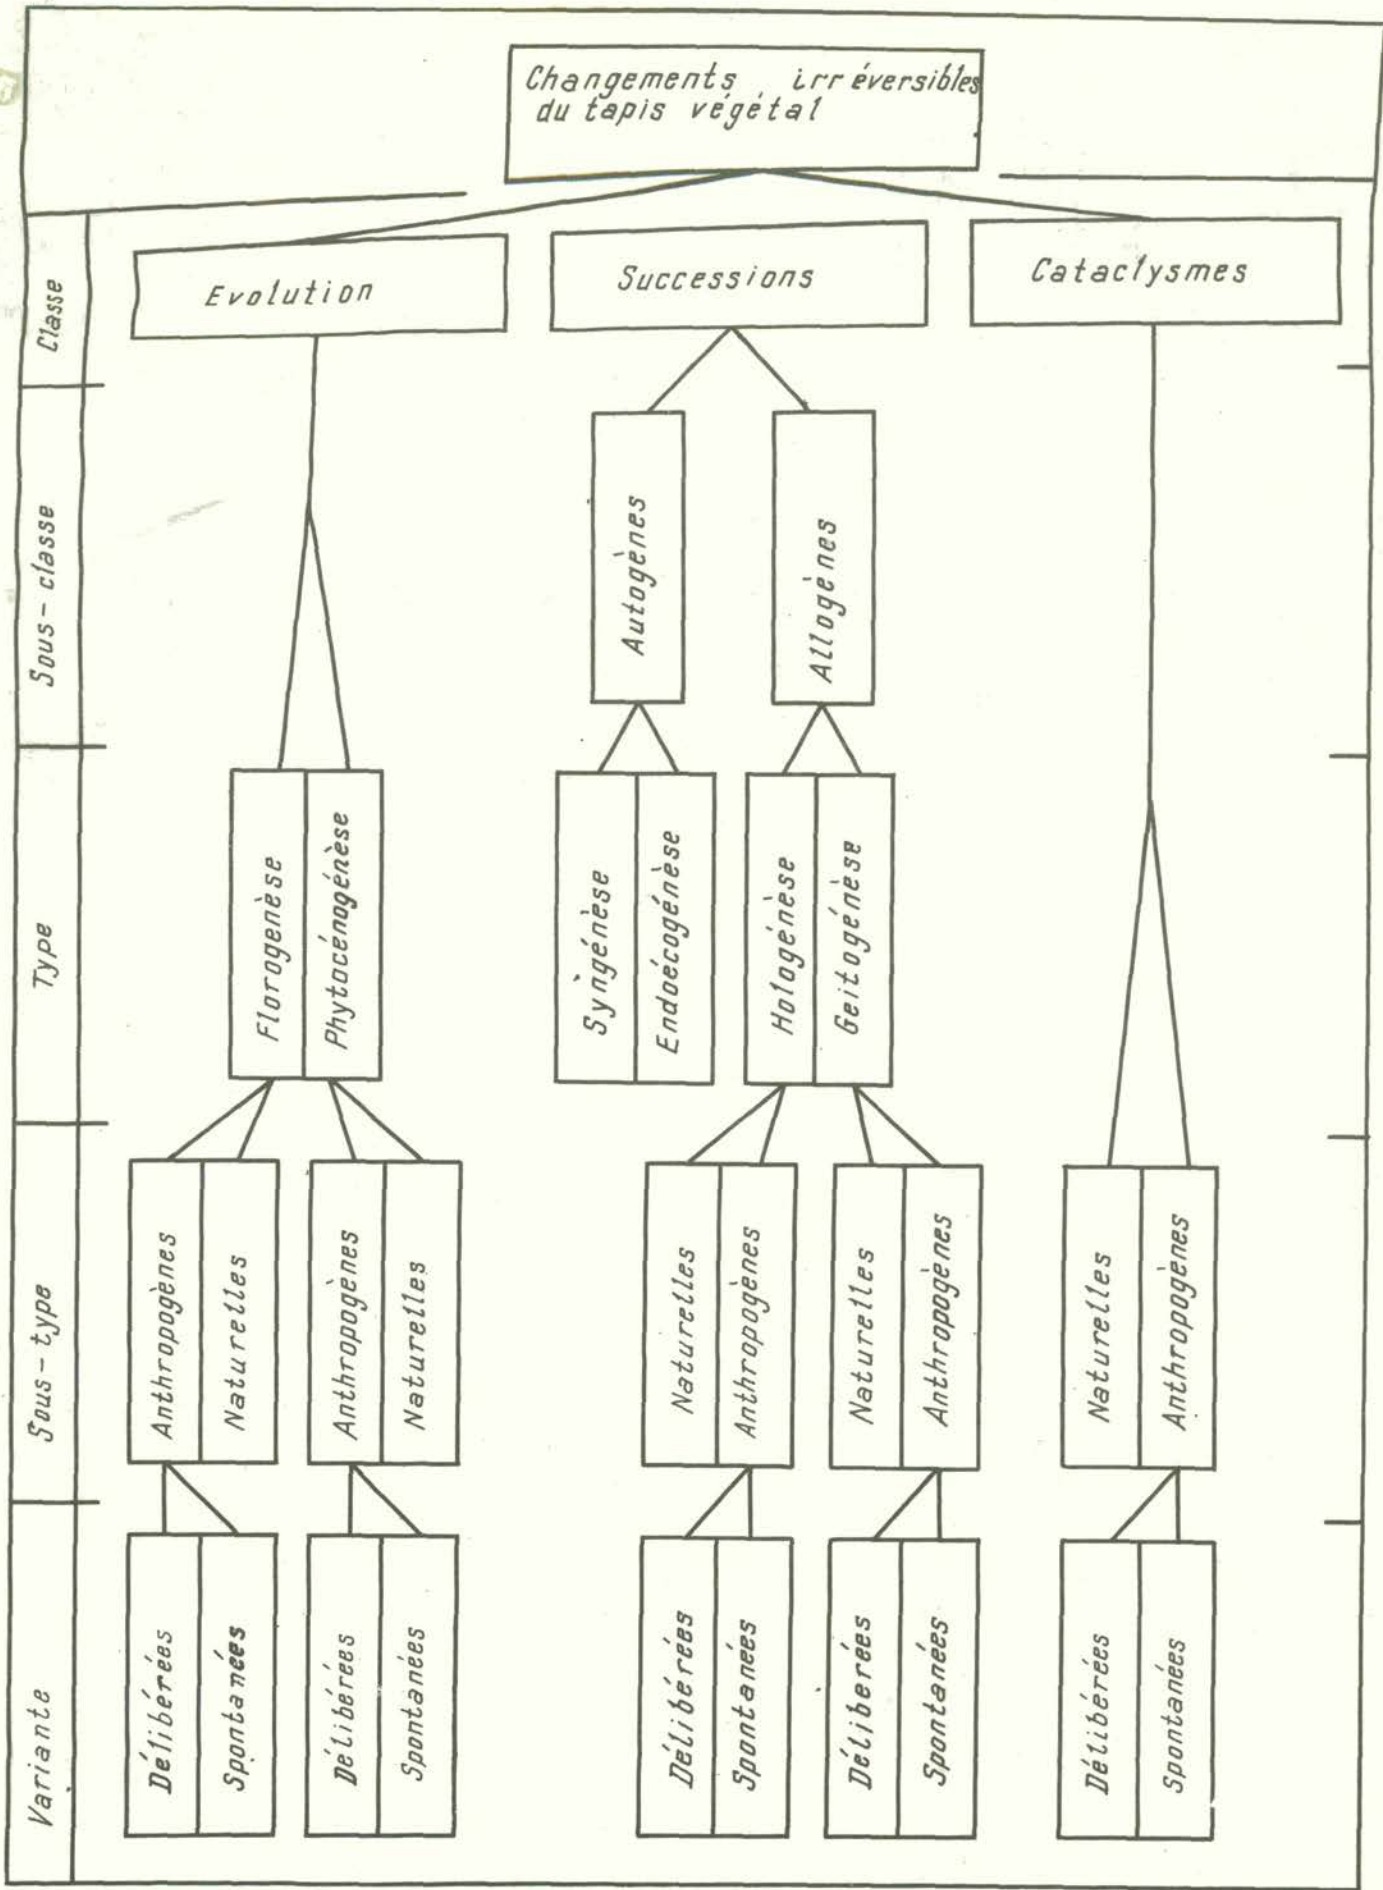 Changements irréversibles
du tapis végétal
Classe
Evolution
Successions
Cataclysmes
Sous-classe
Autogènes
Allogènes
Type
Florogenèse
Phytocénogénèse
Syngénèse
Endoécogénèse
Hologénèse
Geitogénèse
Sous-type
Anthropogènes
Naturelles
Anthropogènes
Naturelles
Naturelles
Anthropogènes
Naturelles
Anthropogènes
Naturelles
Anthropogènes
Variante
Délibérées
Spontanées
Délibérées
Spontanées
Délibérées
Spontanées
Délibérées
Spontanées
Délibérées
Spontanées